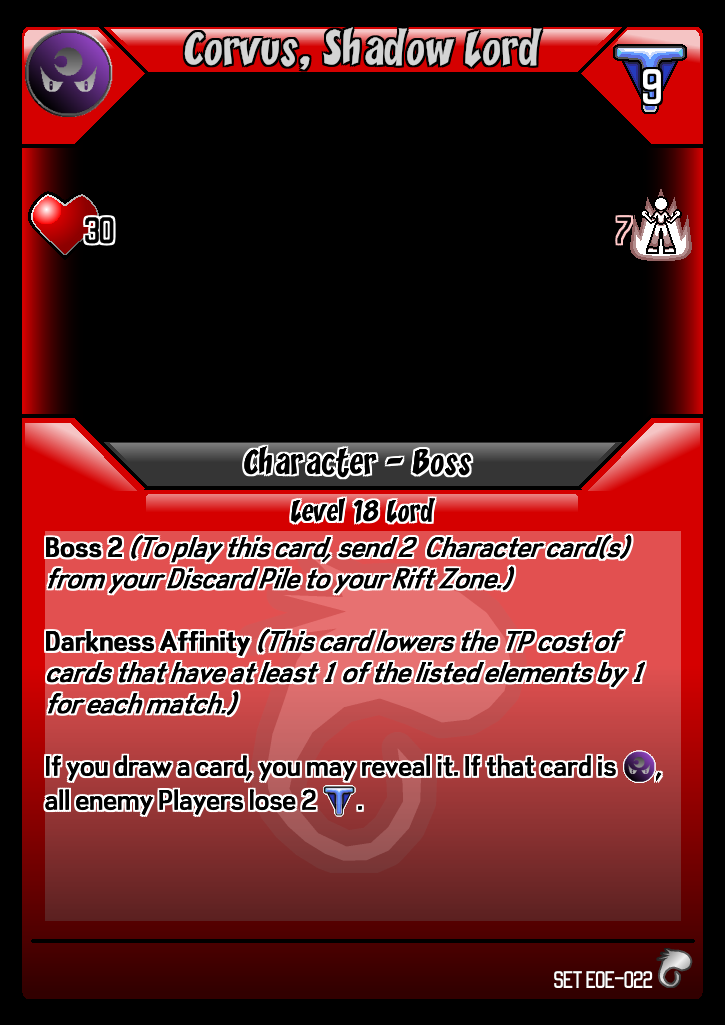 Corvus, Shadow Lord
9
30
7
Character - Boss
Level 18 Lord
Boss 2 (To play this card, send 2 Character card(s)
from your Discard Pile to your Rift Zone.)
Darkness Affinity (This card lowers the TP cost of
cards that have at least 1 of the listed elements by 1
for each match.)
If you draw a card, you may reveal it. If that card is ,
all enemy Players lose 2 T.
SET EOE-022